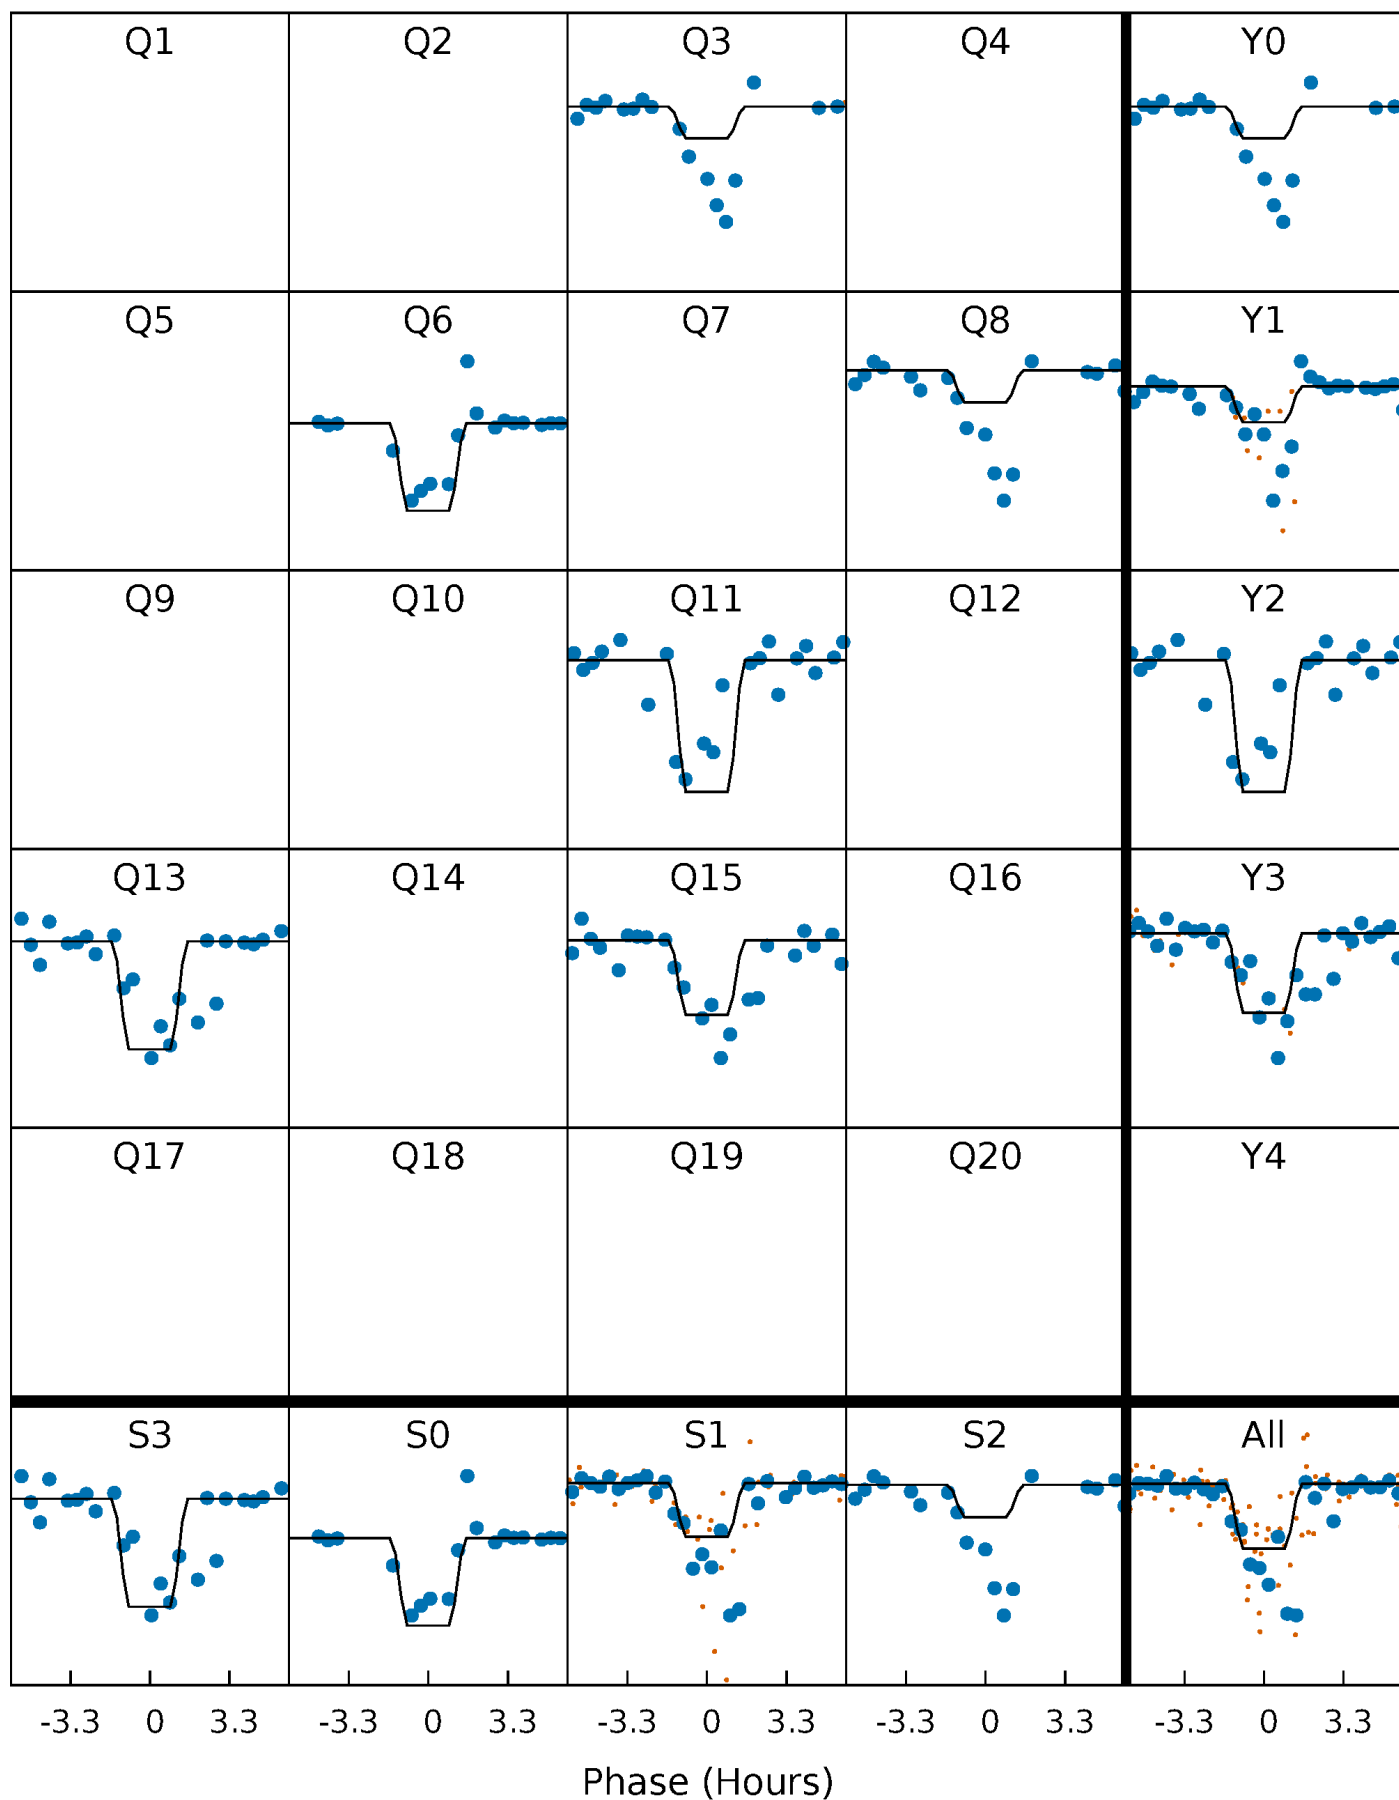 Q1 Q2 Q3 Q4 Y0
Q5 Q6 Q7 Q8 Y1
Q9 Q10 Q11 Q12 Y2
Q13 Q14 Q15 Q16 Y3
Q17 Q18 Q19 Q20 Y4
S3 S0 S1 S2 All
-3.3 0 3.3 -3.3 0 3.3 -3.3 0 3.3 -3.3 0 3.3 -3.3 0 3.3
Phase (Hours)